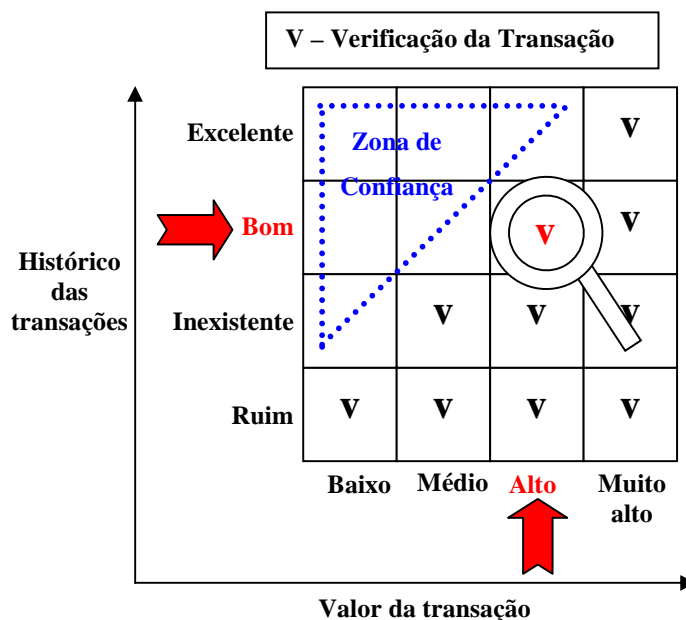 V – Verificação da Transação
Excelente
V
Zona de
Confiança
Bom
V
V
Histórico
das
transações
Inexistente
V
V
V
Ruim
V
V
V
V
Baixo
Médio
Alto
Muito
alto
Valor da transação